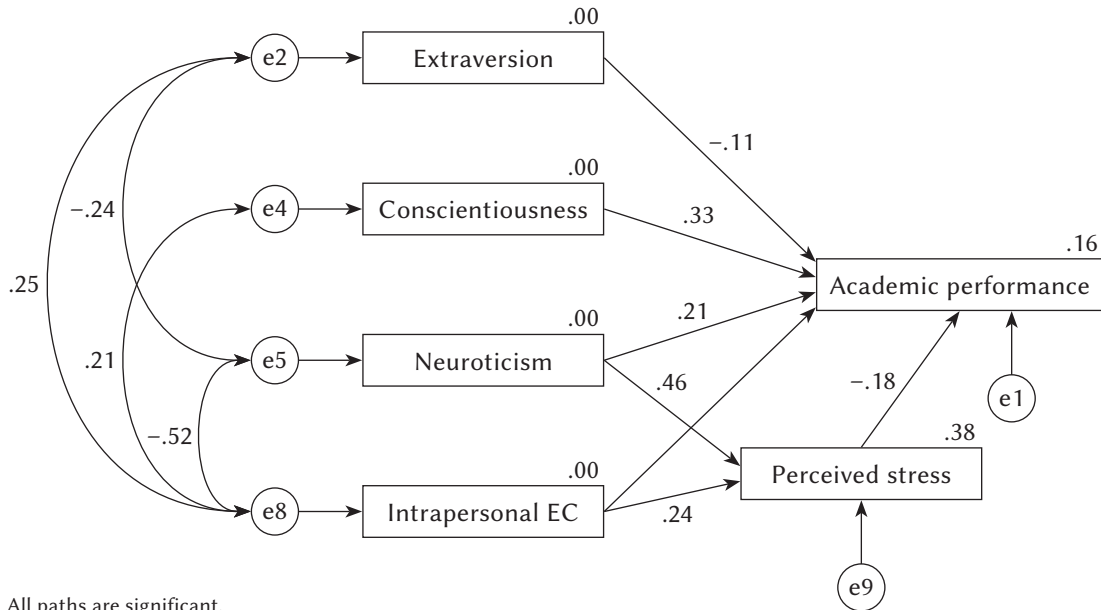 .00
e2
Extraversion
−.11
.00
−.24
e4
Conscientiousness
.33
.16
.25
Academic performance
.00
.21
.21
e5
Neuroticism
.46
−.18
e1
−.52
.00
.38
Perceived stress
e8
Intrapersonal EC
.24
e9
All paths are significant